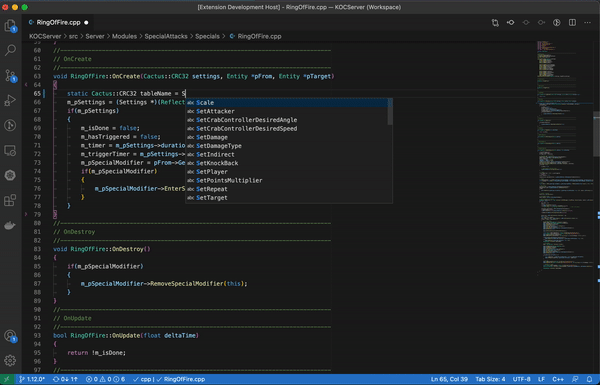 [Extension Development Host] • RingOfFire.cpp — KOCServer (Workspace)
RingOfFire.cpp
KOCServer > src > Server > Modules > SpecialAttacks > Specials > RingOfFire.cpp
60 //
61 // OnCreate
62 //
63 void RingOfFire::OnCreate(Cactus::CRC32 settings, Entity *pFrom, Entity *pTarget)
64 {
65 static Cactus::CRC32 tableName = S
66 m_pSettings = (Settings *)(Reflect
67 if(m_pSettings)
68 {
69 m_isDone = false;
70 m_hasTriggered = false;
71 m_timer = m_pSettings->duratio
72 m_triggerTimer = m_pSettings->
73 m_pSpecialModifier = pFrom->Ge
74 if(m_pSpecialModifier)
75 {
76 m_pSpecialModifier->EnterS
77 }
78 }
79 }
abc Scale
abc SetAttacker
abc SetCrabControllerDesiredAngle
abc SetCrabControllerDesiredSpeed
abc SetDamage
abc SetDamageType
abc SetIndirect
abc SetKnockBack
abc SetPlayer
abc SetPointsMultiplier
abc SetRepeat
abc SetTarget
80 //
81 // OnDestroy
82 //
83 void RingOfFire::OnDestroy()
84 {
85 if(m_pSpecialModifier)
86 {
87 m_pSpecialModifier->RemoveSpecialModifier(this);
88 }
89 }
90 //
91 // OnUpdate
92 //
93 bool RingOfFire::OnUpdate(float deltaTime)
94 {
95 return !m_isDone;
96 }
97 //
1.12.0* 0↓ 1↑ 0 0 6 cpp | RingOfFire.cpp Ln 65, Col 39 Tab Size: 4 UTF-8 LF C++